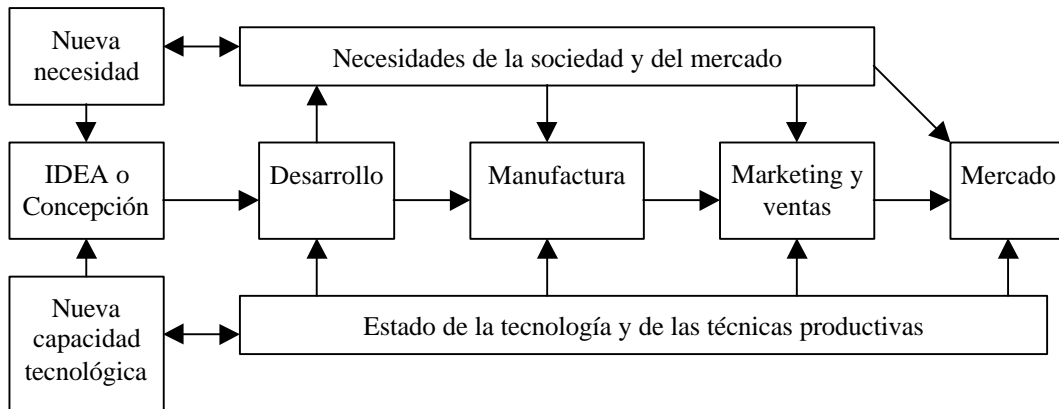 Nueva
necesidad
Necesidades de la sociedad y del mercado
IDEA o
Concepción
Desarrollo
Manufactura
Marketing y
ventas
Mercado
Nueva
capacidad
tecnológica
Estado de la tecnología y de las técnicas productivas